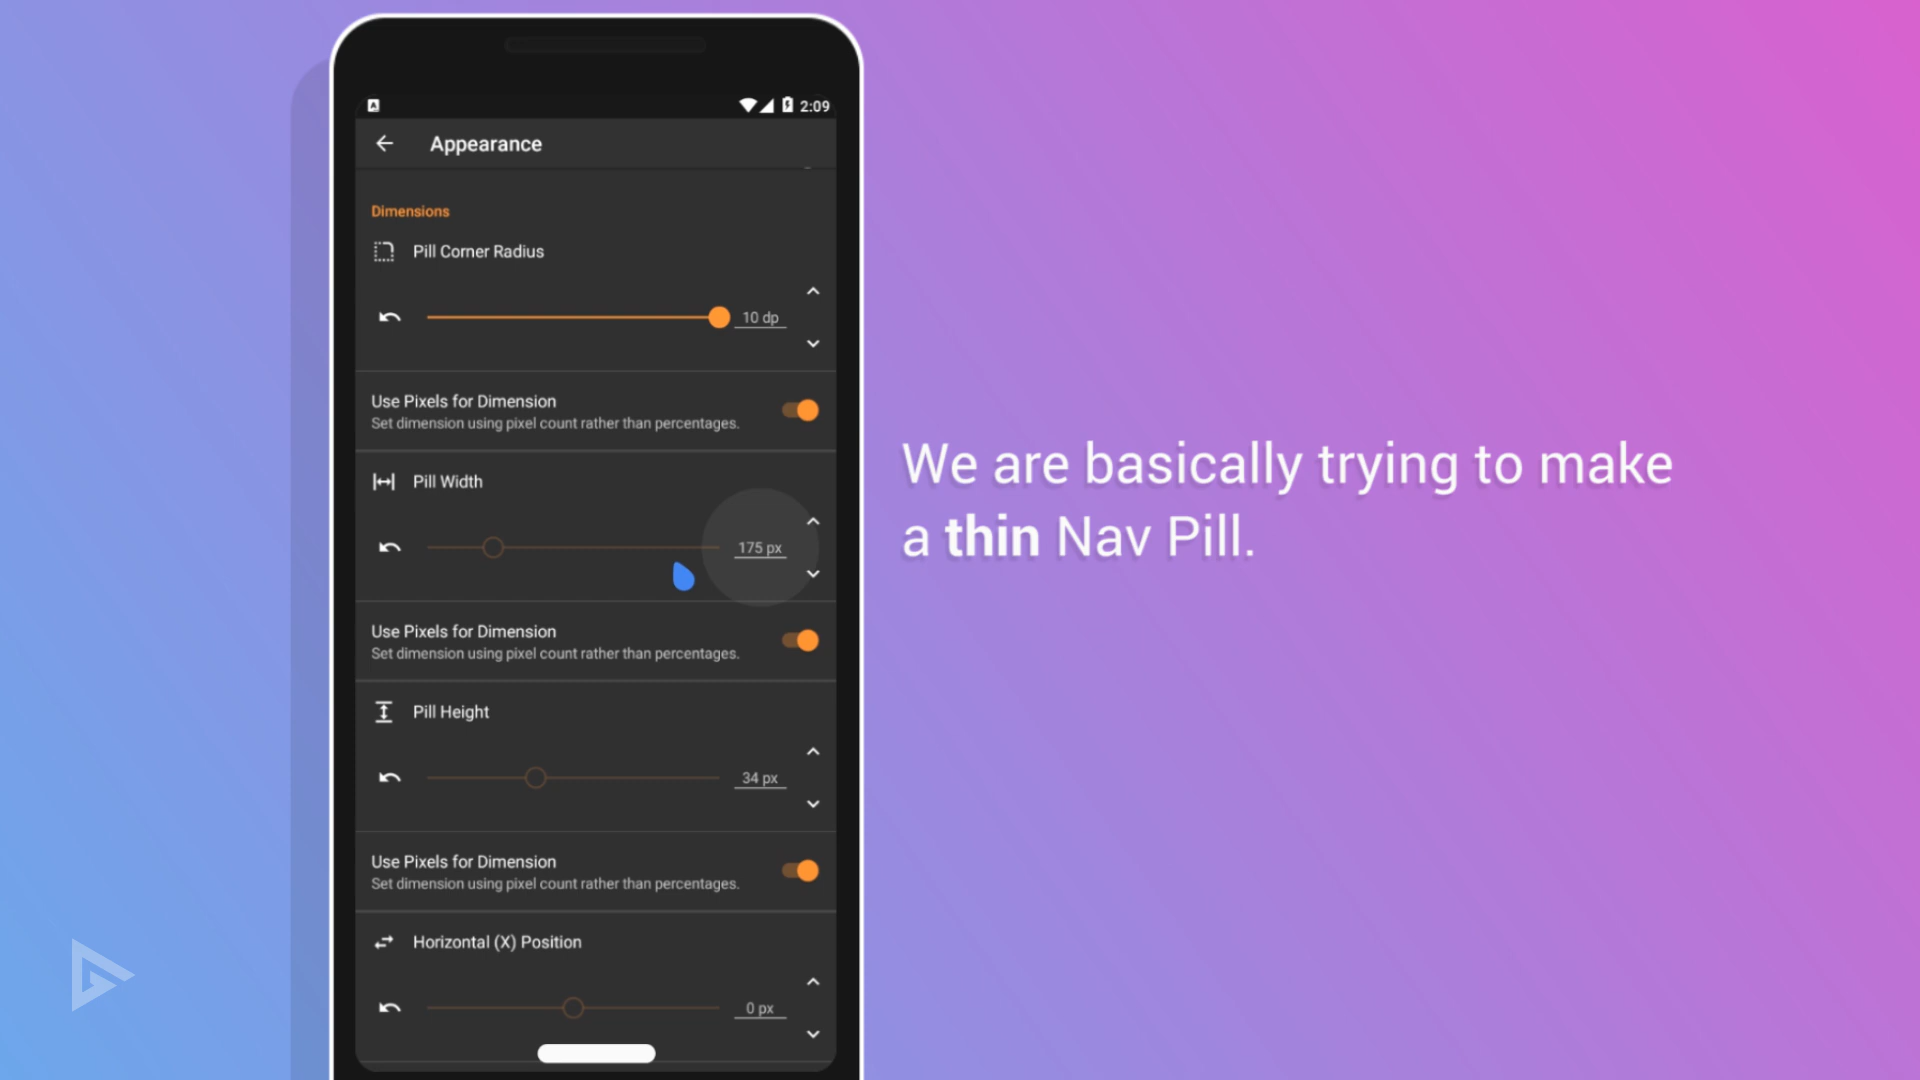 2:09
Appearance
Dimensions
Pill Corner Radius
10 dp
Use Pixels for Dimension
Set dimension using pixel count rather than percentages.
Pill Width
175 px
Use Pixels for Dimension
Set dimension using pixel count rather than percentages.
Pill Height
34 px
Use Pixels for Dimension
Set dimension using pixel count rather than percentages.
Horizontal (X) Position
0 px
We are basically trying to make
a thin Nav Pill.